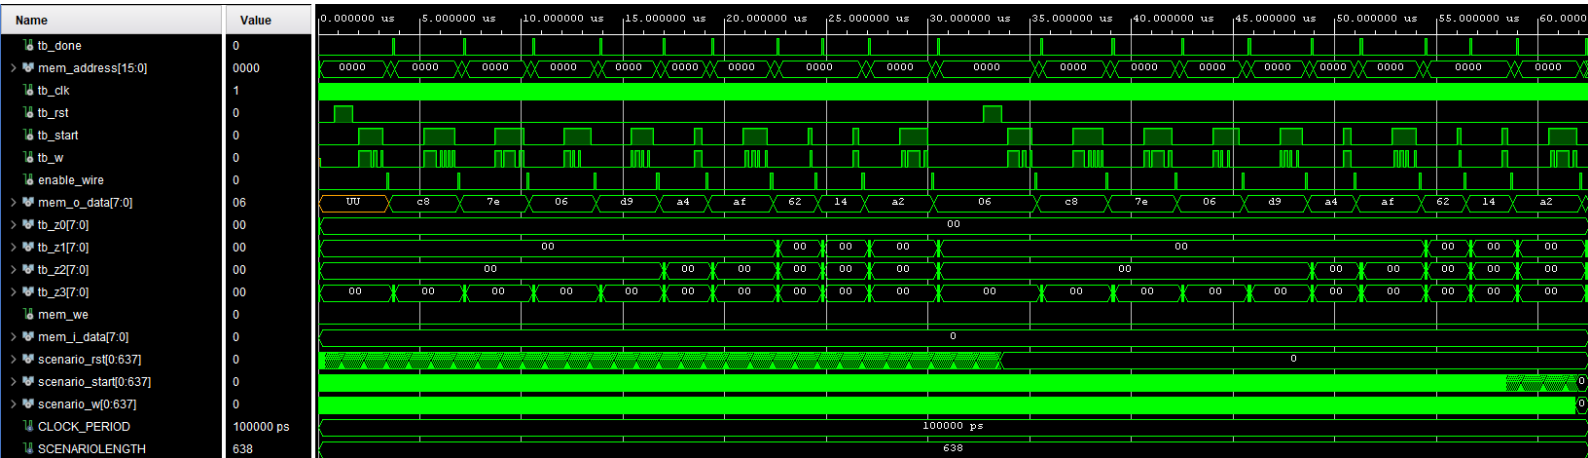 Name Value 0.000000 us 5.000000 us 10.000000 us 15.000000 us 20.000000 us 25.000000 us 30.000000 us 35.000000 us 40.000000 us 45.000000 us 50.000000 us 55.000000 us 60.0000
tb_done 0
mem_address[15:0] 0000 0000 0000 0000 0000 0000 0000 0000 0000 0000 0000 0000 0000 0000 0000 0000 0000 0000 0000 0000 0000 0000
tb_clk 1
tb_rst 0
tb_start 0
tb_w 0
enable_wire 0
mem_o_data[7:0] 06 UU c8 7e 06 d9 a4 af 62 14 a2 06 c8 7e 06 d9 a4 af 62 14 a2
tb_z0[7:0] 00 00
tb_z1[7:0] 00 00 00 00 00 00 00 00 00
tb_z2[7:0] 00 00 00 00 00 00 00 00 00 00 00 00 00
tb_z3[7:0] 00 00 00 00 00 00 00 00 00 00 00 00 00 00 00 00 00 00 00 00 00
mem_we 0
mem_i_data[7:0] 0 0
scenario_rst[0:637] 0 0
scenario_start[0:637] 0 0
scenario_w[0:637] 0 0
CLOCK_PERIOD 100000 ps 100000 ps
SCENARIOLENGTH 638 638